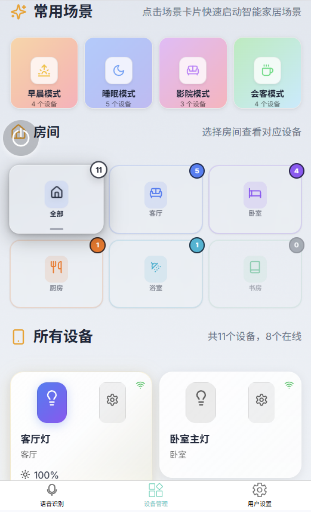 常用场景
点击场景卡片快速启动智能家居场景
早晨模式
4 个设备
睡眠模式
5 个设备
影院模式
3 个设备
会客模式
4 个设备
房间
选择房间查看对应设备
11
全部
5
客厅
4
卧室
1
厨房
1
浴室
0
书房
所有设备
共11个设备，8个在线
客厅灯
客厅
100%
卧室主灯
卧室
语音识别
设备管理
用户设置